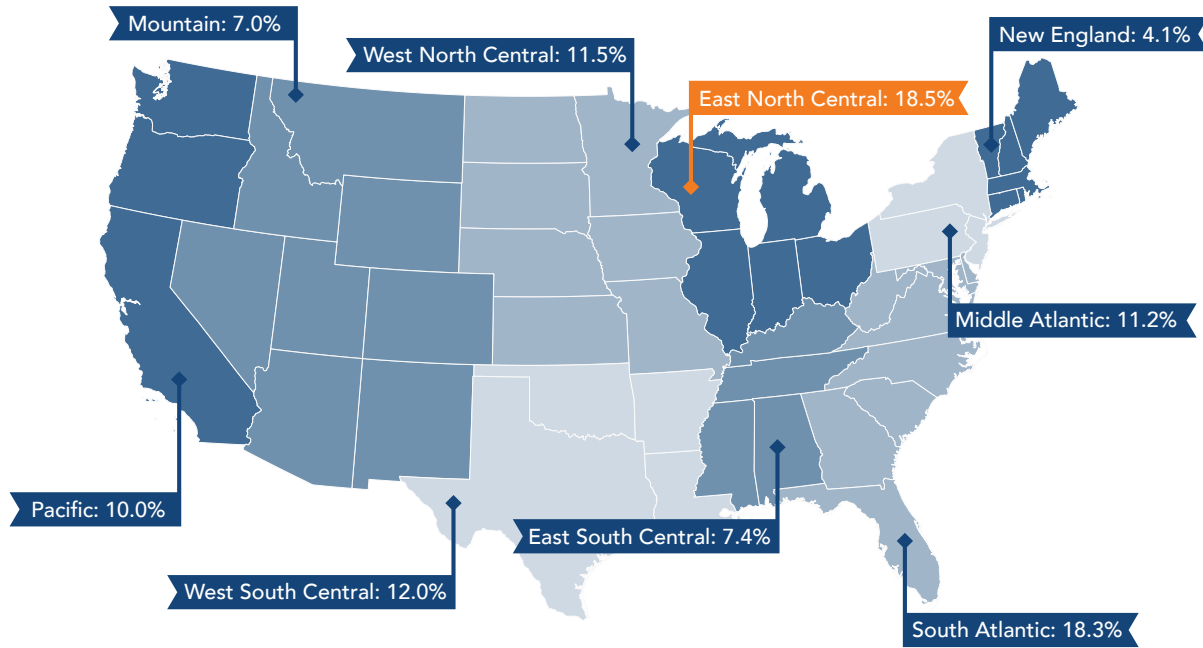 Mountain: 7.0%
New England: 4.1%
West North Central: 11.5%
East North Central: 18.5%
Middle Atlantic: 11.2%
Pacific: 10.0%
East South Central: 7.4%
West South Central: 12.0%
South Atlantic: 18.3%